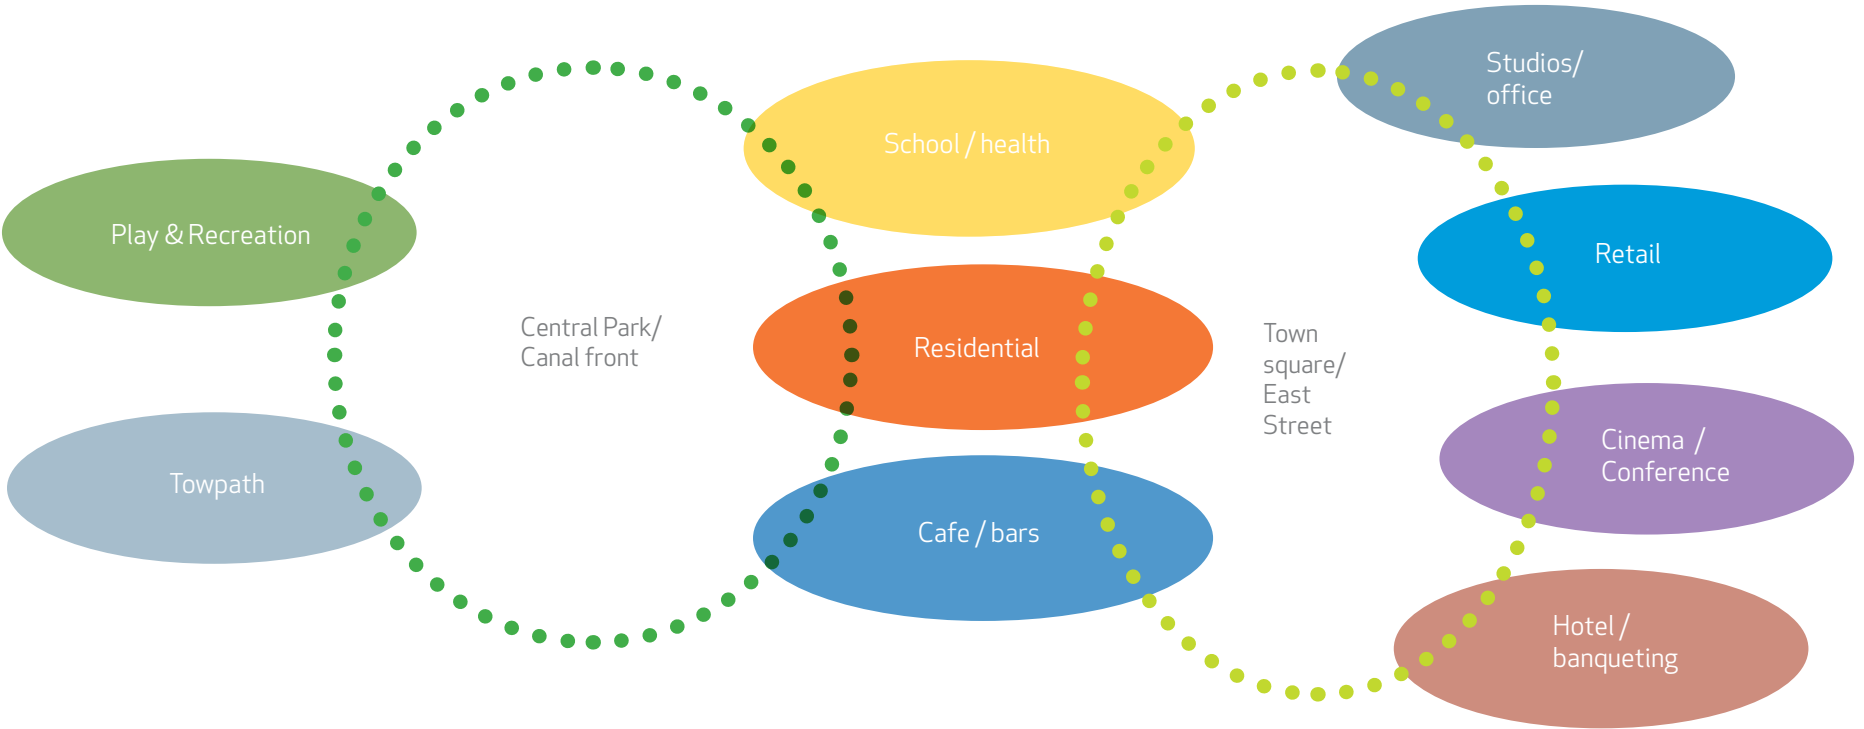 Play & Recreation
Towpath
Central Park/
Canal front
School / health
Residential
Cafe / bars
Town
square/
East
Street
Studios/
office
Retail
Cinema /
Conference
Hotel /
banqueting